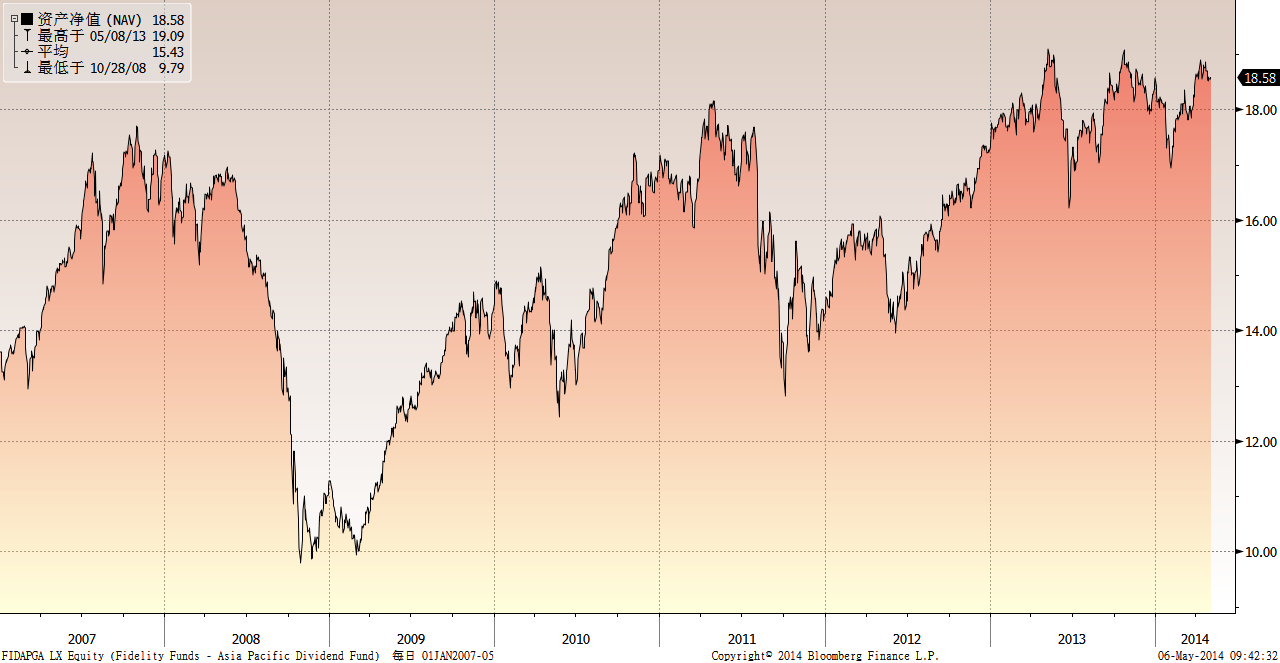 资产净值 (NAV) 18.58
最高于 05/08/13 19.09
平均 15.43
最低于 10/28/08 9.79
18.58
18.00
16.00
14.00
12.00
10.00
2007 2008 2009 2010 2011 2012 2013 2014
FIDAPGA LX Equity (Fidelity Funds - Asia Pacific Dividend Fund) 每日 01JAN2007-05 Copyright© 2014 Bloomberg Finance L.P. 06-May-2014 09:42:32